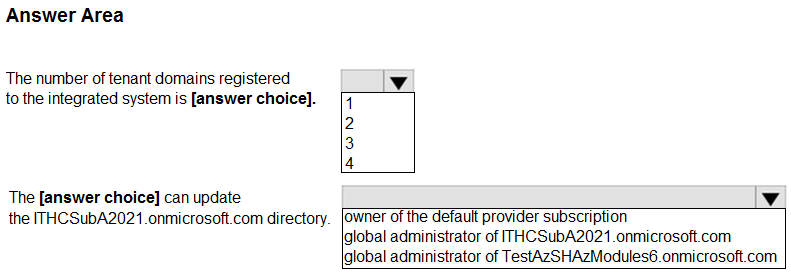 Answer Area
The number of tenant domains registered
to the integrated system is [answer choice].
1
2
3
4
The [answer choice] can update
the ITHCSubA2021.onmicrosoft.com directory.
owner of the default provider subscription
global administrator of ITHCSubA2021.onmicrosoft.com
global administrator of TestAzSHAzModules6.onmicrosoft.com